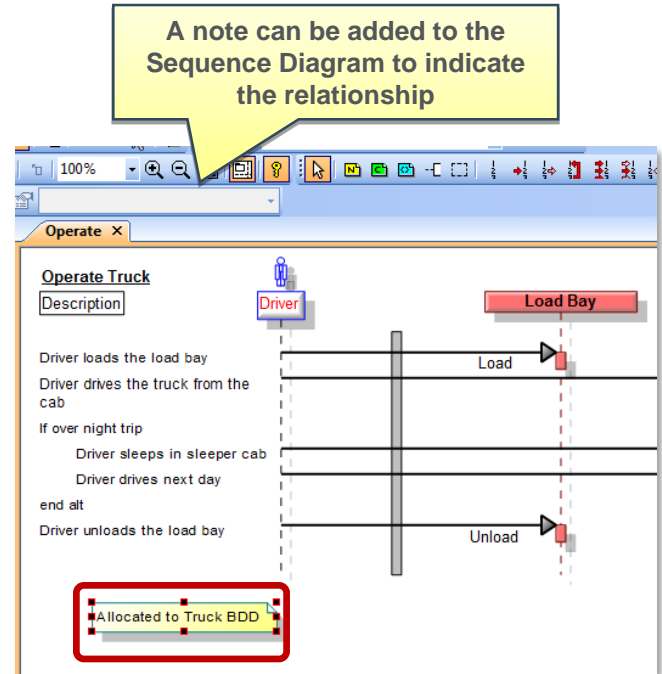 A note can be added to the
Sequence Diagram to indicate
the relationship
100%
Operate X
Operate Truck
Description
Driver
Load Bay
Driver loads the load bay
Load
Driver drives the truck from the
cab
If over night trip
Driver sleeps in sleeper cab
Driver drives next day
end alt
Driver unloads the load bay
Unload
Allocated to Truck BDD